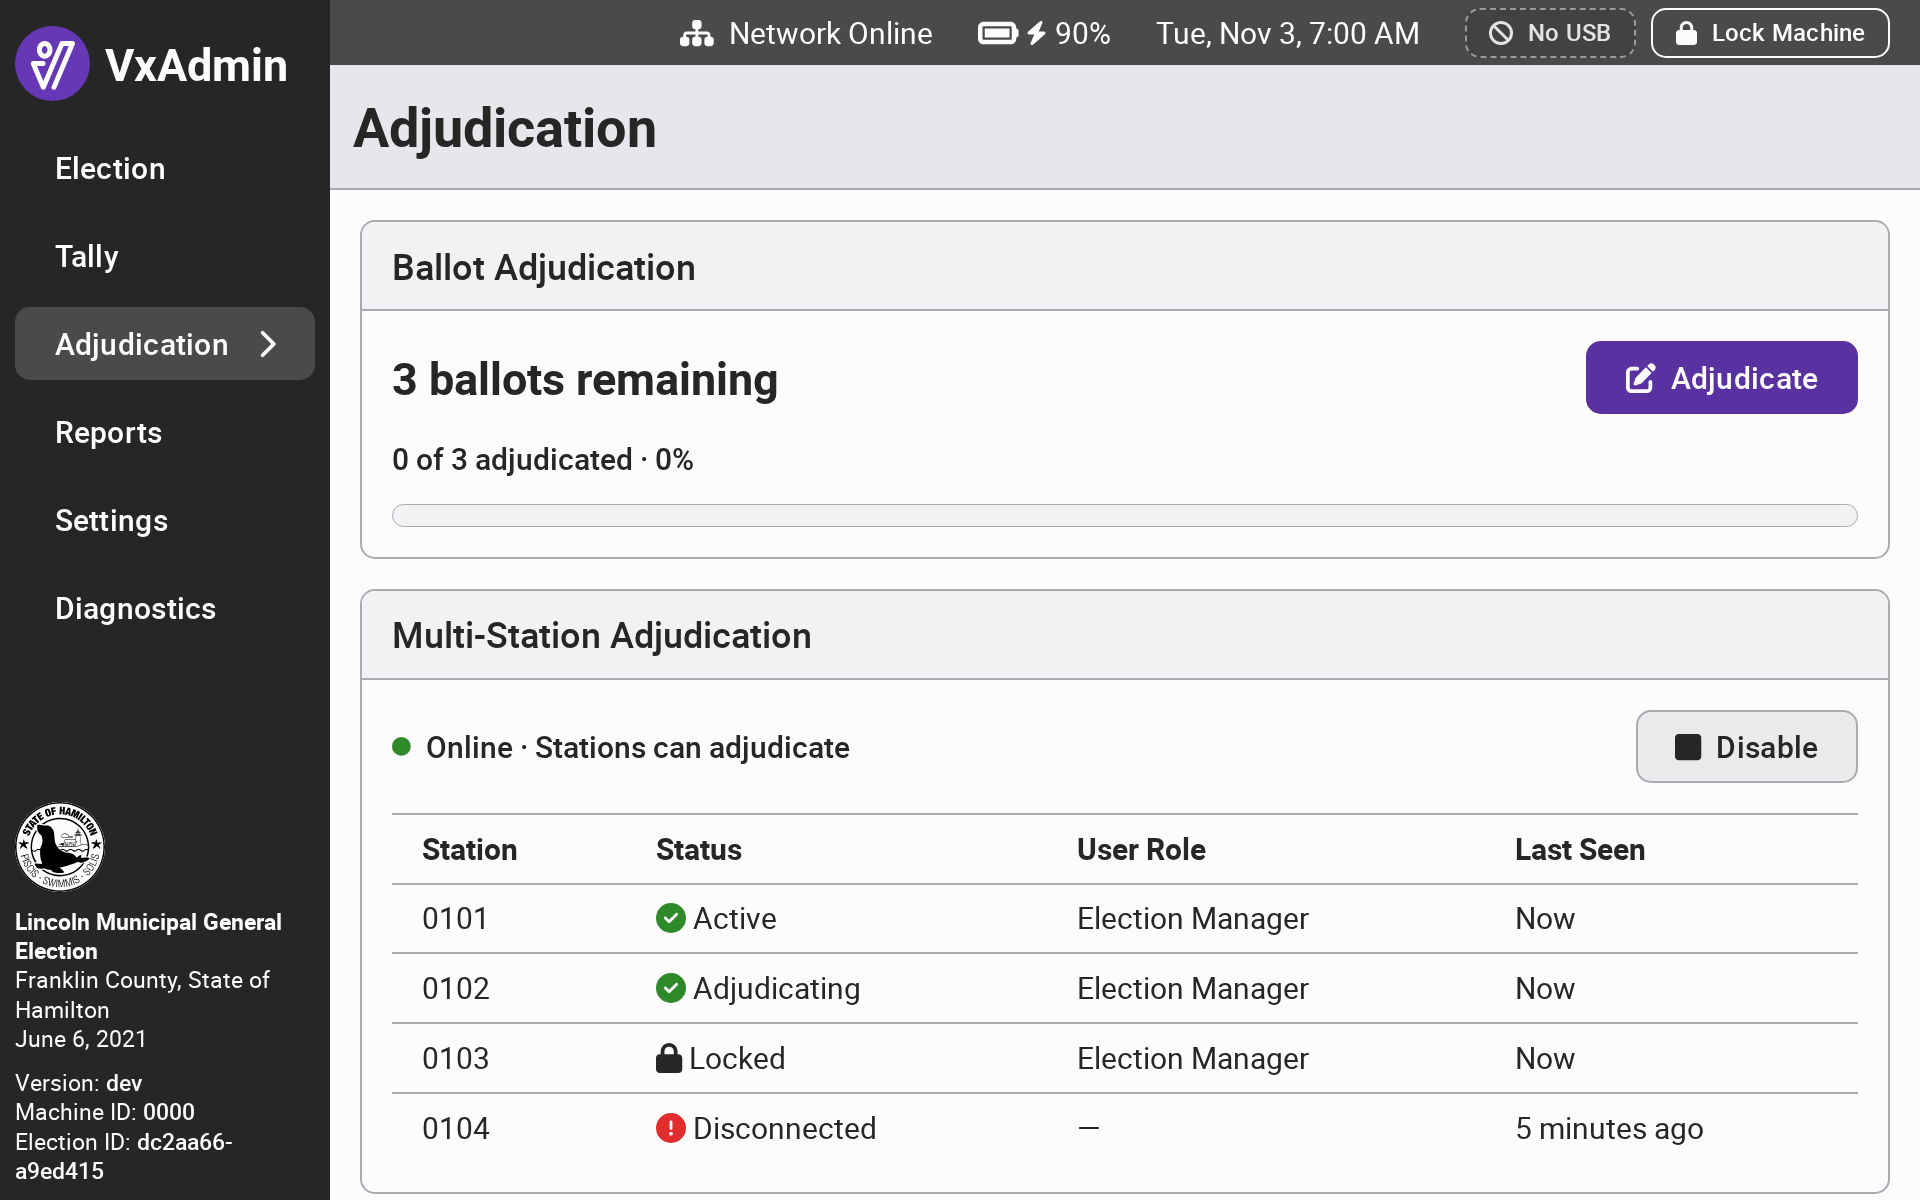 VxAdmin
Network Online
90%
Tue, Nov 3, 7:00 AM
No USB
Lock Machine
Election
Tally
Adjudication
Reports
Settings
Diagnostics
STATE OF HAMILTON
PISCIS · SWIMMIS · SOLIS
Lincoln Municipal General
Election
Franklin County, State of
Hamilton
June 6, 2021
Version: dev
Machine ID: 0000
Election ID: dc2aa66-
a9ed415
Adjudication
Ballot Adjudication
3 ballots remaining
Adjudicate
0 of 3 adjudicated · 0%
Multi-Station Adjudication
Online · Stations can adjudicate
Disable
Station Status User Role Last Seen
0101 Active Election Manager Now
0102 Adjudicating Election Manager Now
0103 Locked Election Manager Now
0104 Disconnected — 5 minutes ago